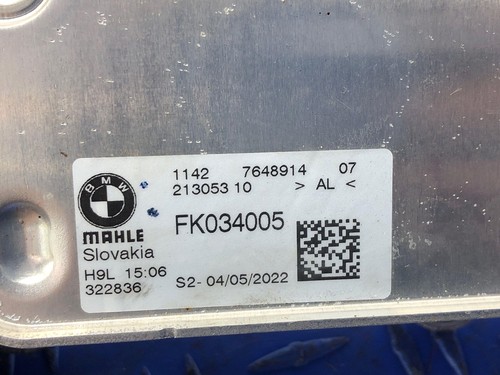 BMW
1142 7648914 07
213053 10 > AL <
FK034005
MAHLE
Slovakia
H9L 15:06
322836
S2- 04/05/2022